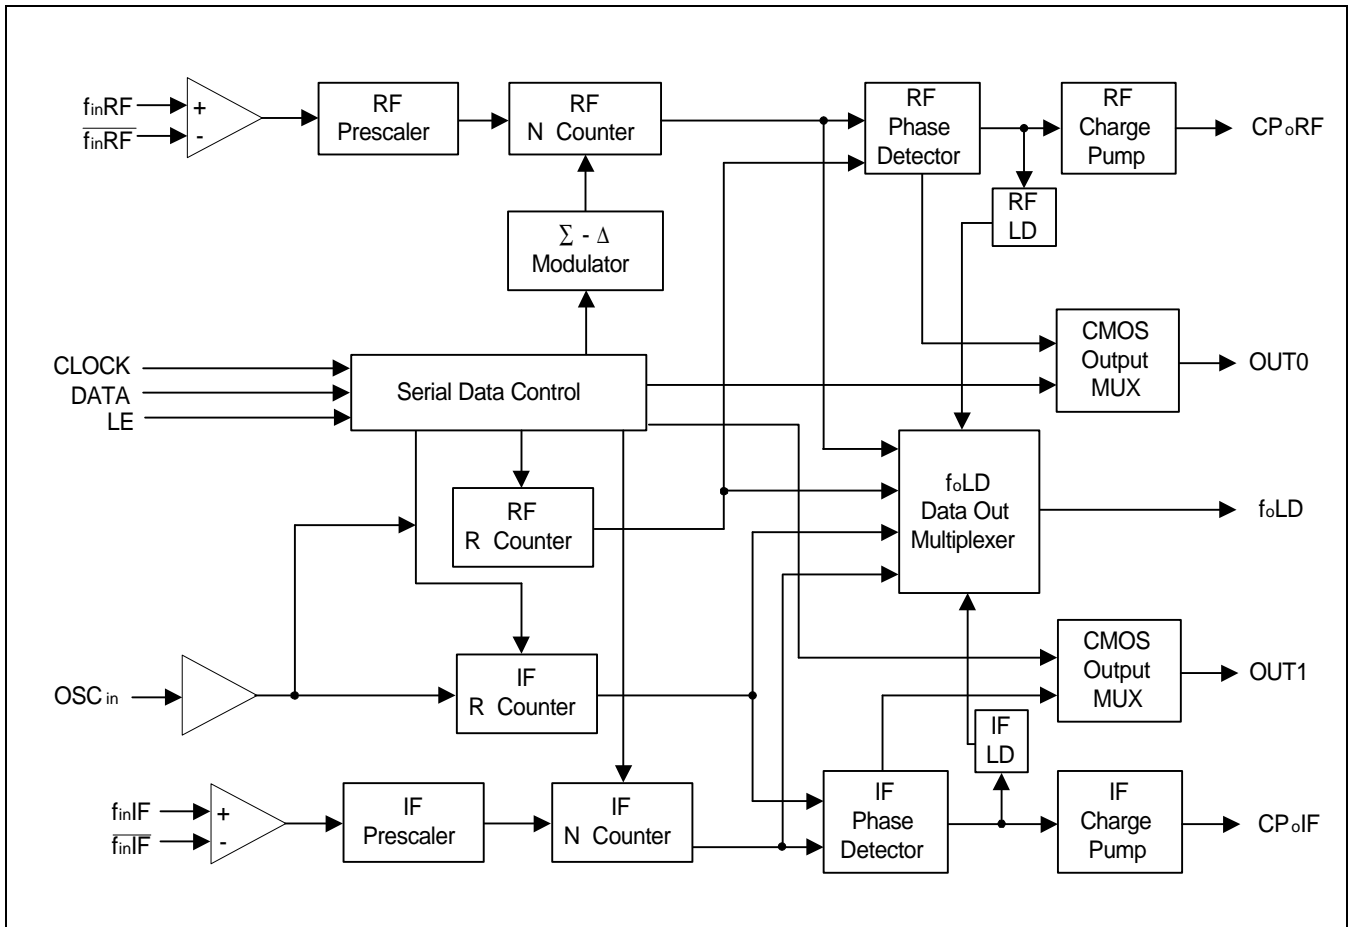 finRF
finRF
+
-
RF
Prescaler
RF
N Counter
RF
Phase
Detector
RF
Charge
Pump
CPoRF
RF
LD
Σ - Δ
Modulator
CLOCK
DATA
LE
Serial Data Control
CMOS
Output
MUX
OUT0
RF
R Counter
foLD
Data Out
Multiplexer
foLD
OSCin
IF
R Counter
CMOS
Output
MUX
OUT1
IF
LD
finIF
finIF
+
-
IF
Prescaler
IF
N Counter
IF
Phase
Detector
IF
Charge
Pump
CPoIF